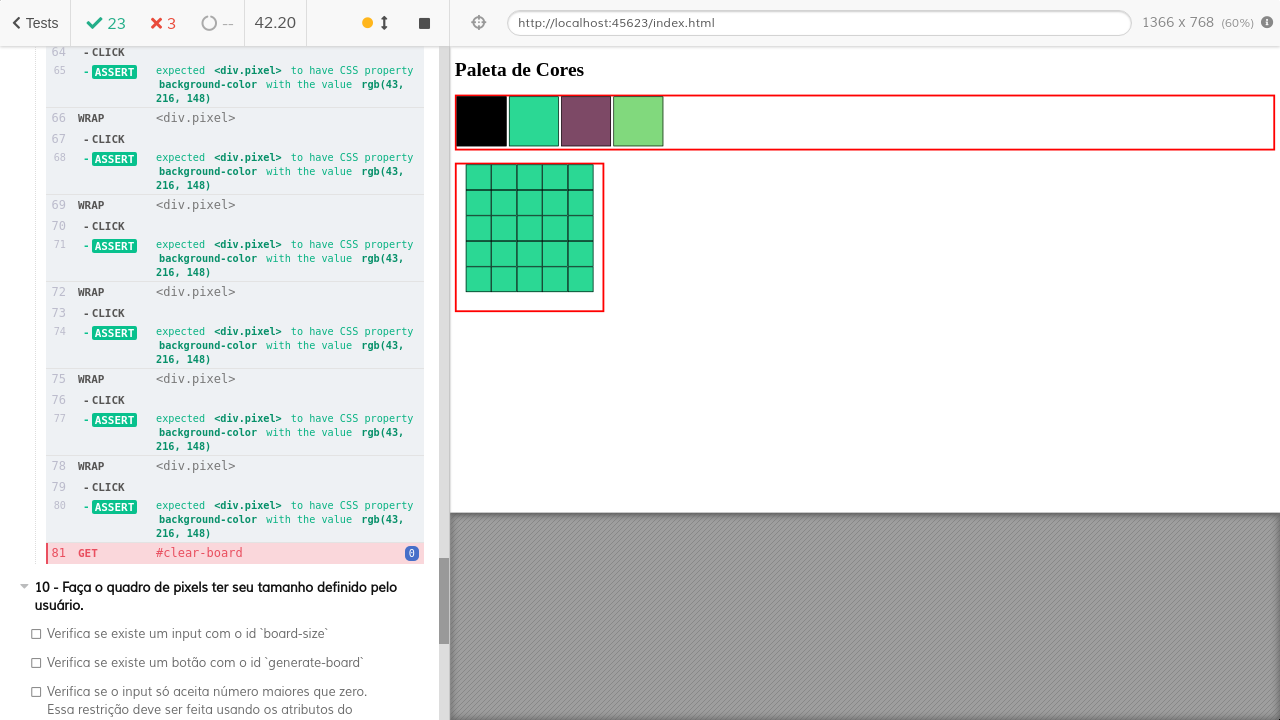 Tests 23 3 -- 42.20
http://localhost:45623/index.html 1366 x 768 (60%)
64 -CLICK
65 -ASSERT expected <div.pixel> to have CSS property
background-color with the value rgb(43,
216, 148)
66 WRAP <div.pixel>
67 -CLICK
68 -ASSERT expected <div.pixel> to have CSS property
background-color with the value rgb(43,
216, 148)
69 WRAP <div.pixel>
70 -CLICK
71 -ASSERT expected <div.pixel> to have CSS property
background-color with the value rgb(43,
216, 148)
72 WRAP <div.pixel>
73 -CLICK
74 -ASSERT expected <div.pixel> to have CSS property
background-color with the value rgb(43,
216, 148)
75 WRAP <div.pixel>
76 -CLICK
77 -ASSERT expected <div.pixel> to have CSS property
background-color with the value rgb(43,
216, 148)
78 WRAP <div.pixel>
79 -CLICK
80 -ASSERT expected <div.pixel> to have CSS property
background-color with the value rgb(43,
216, 148)
81 GET #clear-board 0
10 - Faça o quadro de pixels ter seu tamanho definido pelo
usuário.
Verifica se existe um input com o id `board-size`
Verifica se existe um botão com o id `generate-board`
Verifica se o input só aceita número maiores que zero.
Essa restrição deve ser feita usando os atributos do
Paleta de Cores